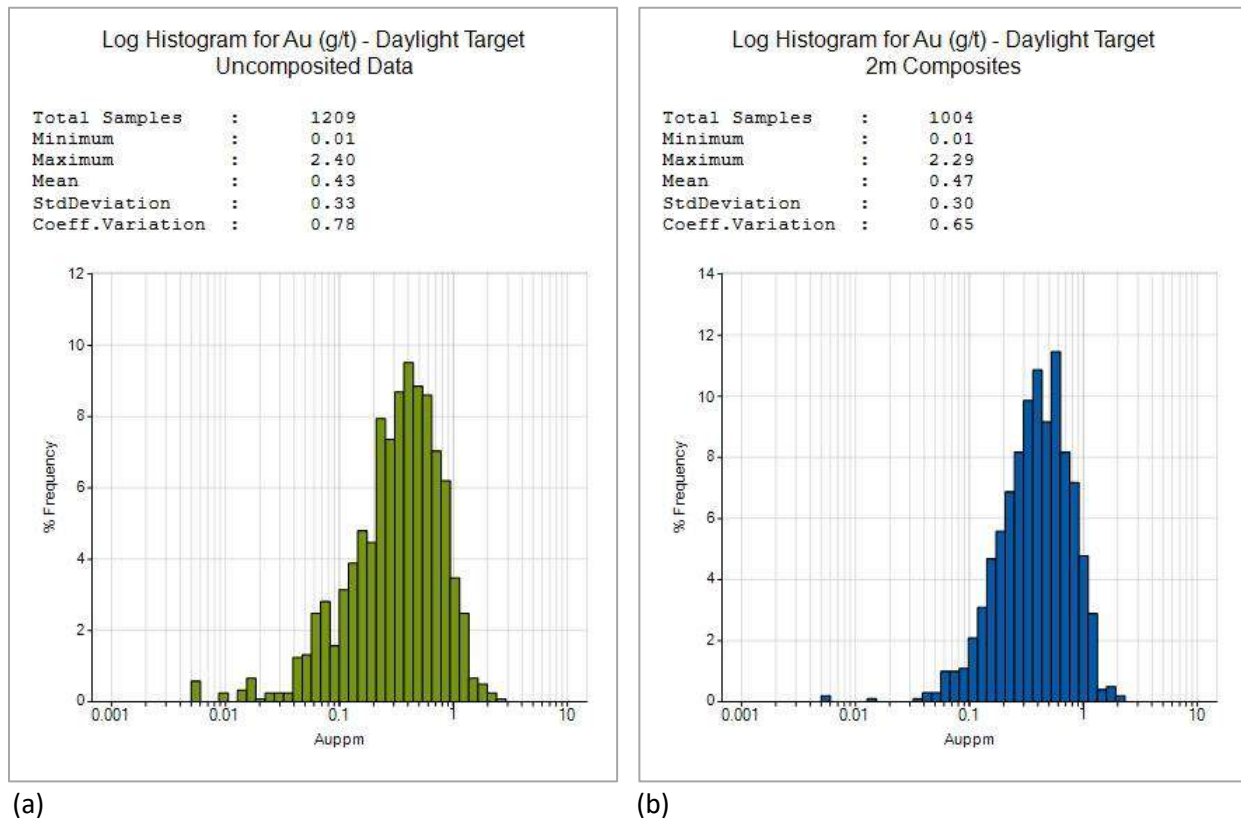 Log Histogram for Au (g/t) - Daylight Target
Uncomposited Data
Total Samples : 1209
Minimum : 0.01
Maximum : 2.40
Mean : 0.43
StdDeviation : 0.33
Coeff.Variation : 0.78
12
10
8
6
4
2
0
% Frequency
0.001 0.01 0.1 1 10
Auppm
(a)
Log Histogram for Au (g/t) - Daylight Target
2m Composites
Total Samples : 1004
Minimum : 0.01
Maximum : 2.29
Mean : 0.47
StdDeviation : 0.30
Coeff.Variation : 0.65
14
12
10
8
6
4
2
0
% Frequency
0.001 0.01 0.1 1 10
Auppm
(b)